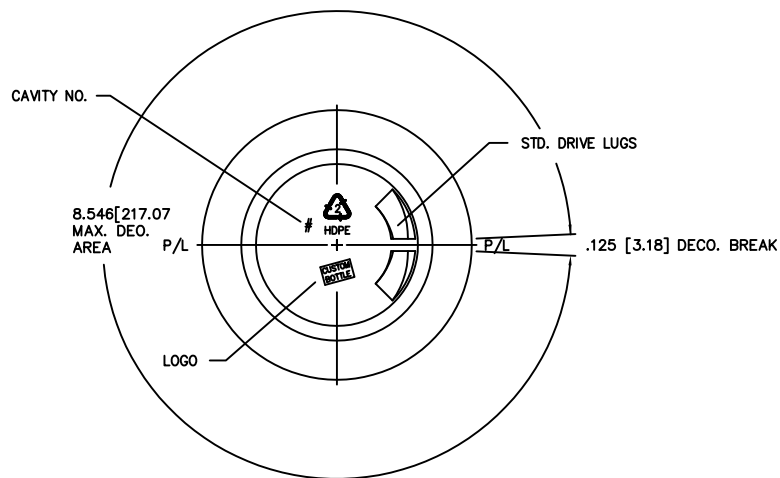 CAVITY NO.
STD. DRIVE LUGS
2
HDPE
8.546[217.07
MAX. DEO.
AREA
#
P/L
P/L
.125 [3.18] DECO. BREAK
CUSTOM
BOTTLE
LOGO